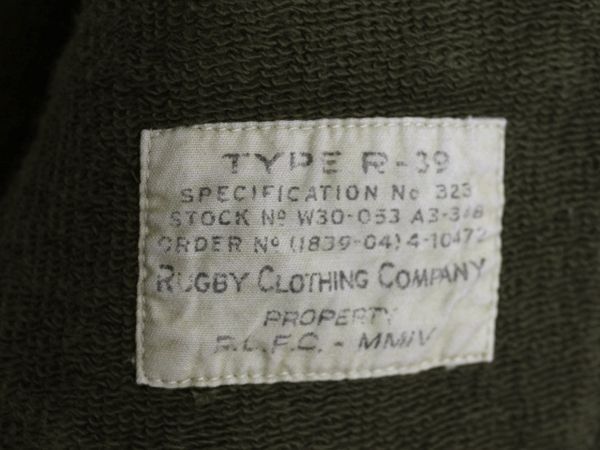 TYPE R-39
SPECIFICATION No 323
STOCK No W30-053 A3-318
ORDER No (1839-04) 4-10472
RUGBY CLOTHING COMPANY
PROPERTY
R.L.F.C. - MMIV